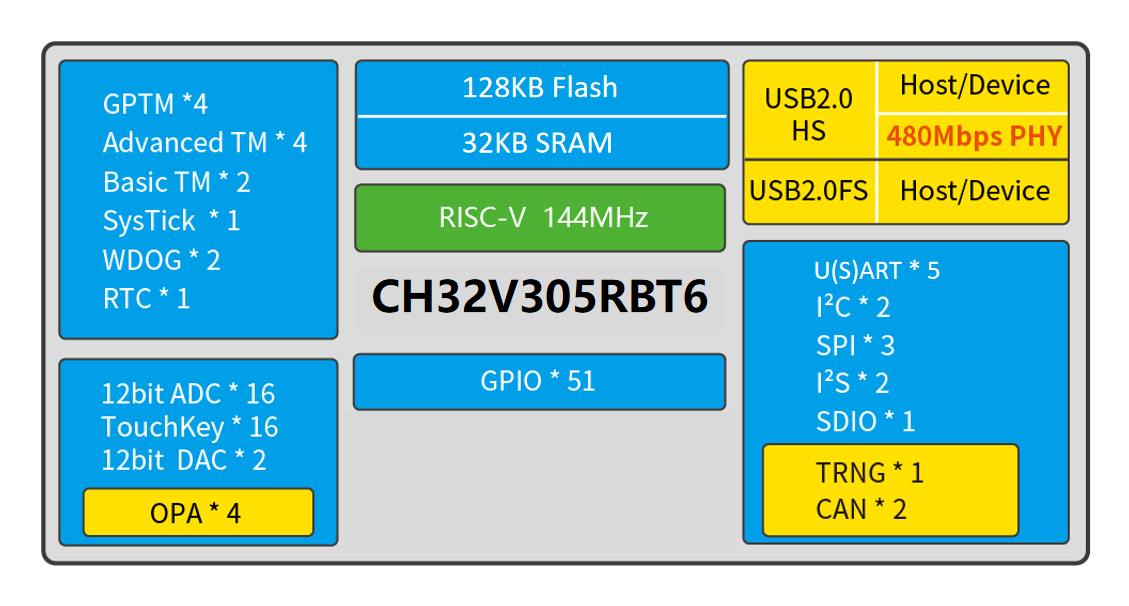 GPTM *4
Advanced TM * 4
Basic TM * 2
SysTick * 1
WDOG * 2
RTC * 1
12bit ADC * 16
TouchKey * 16
12bit DAC * 2
OPA * 4
128KB Flash
32KB SRAM
RISC-V 144MHz
CH32V305RBT6
GPIO * 51
USB2.0
HS
Host/Device
480Mbps PHY
USB2.0FS
Host/Device
U(S)ART * 5
I²C * 2
SPI * 3
I²S * 2
SDIO * 1
TRNG * 1
CAN * 2